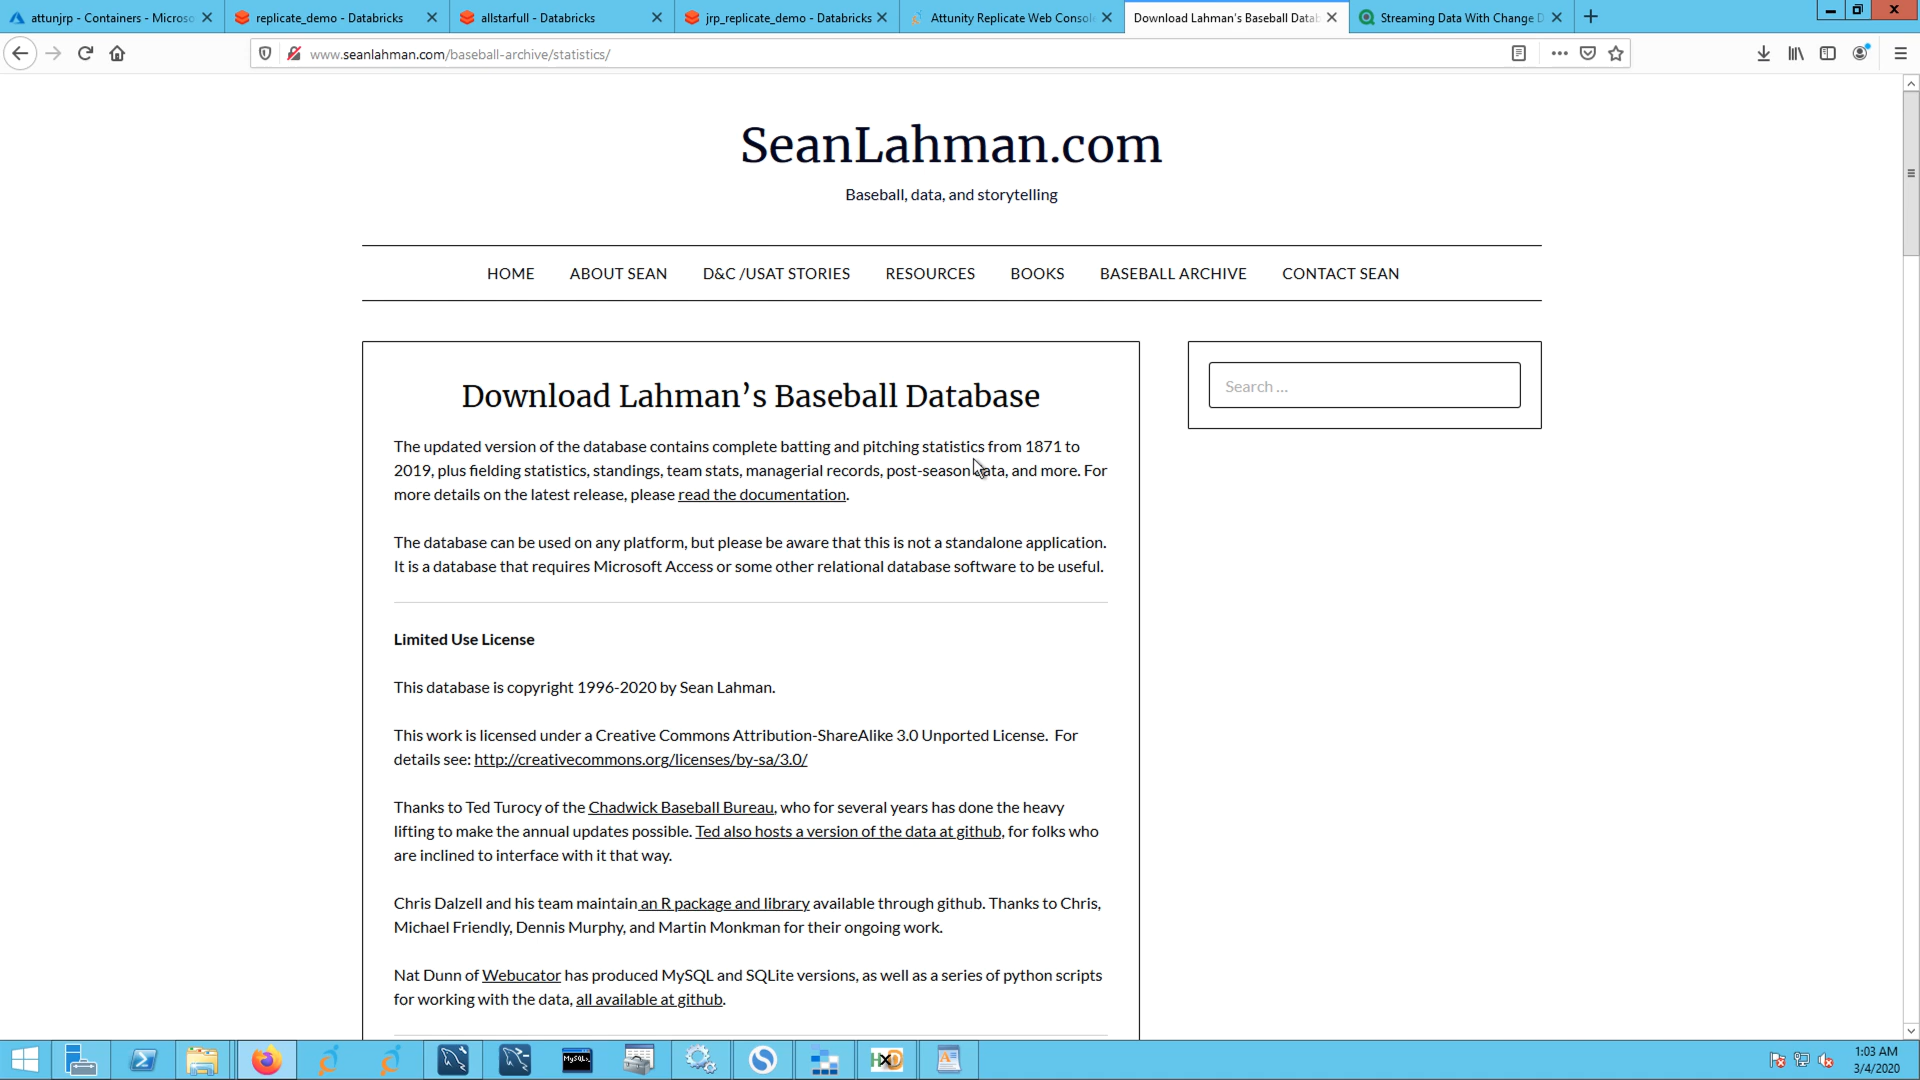 attunjrp - Containers - Microso
replicate_demo - Databricks
allstarfull - Databricks
jrp_replicate_demo - Databricks
Attunity Replicate Web Consol
Download Lahman's Baseball Datab
Streaming Data With Change D
www.seanlahman.com/baseball-archive/statistics/
SeanLahman.com
Baseball, data, and storytelling
HOME ABOUT SEAN D&C /USAT STORIES RESOURCES BOOKS BASEBALL ARCHIVE CONTACT SEAN
Download Lahman’s Baseball Database
Search …
The updated version of the database contains complete batting and pitching statistics from 1871 to
2019, plus fielding statistics, standings, team stats, managerial records, post-season data, and more. For
more details on the latest release, please read the documentation.
The database can be used on any platform, but please be aware that this is not a standalone application.
It is a database that requires Microsoft Access or some other relational database software to be useful.
Limited Use License
This database is copyright 1996-2020 by Sean Lahman.
This work is licensed under a Creative Commons Attribution-ShareAlike 3.0 Unported License. For
details see: http://creativecommons.org/licenses/by-sa/3.0/
Thanks to Ted Turocy of the Chadwick Baseball Bureau, who for several years has done the heavy
lifting to make the annual updates possible. Ted also hosts a version of the data at github, for folks who
are inclined to interface with it that way.
Chris Dalzell and his team maintain an R package and library available through github. Thanks to Chris,
Michael Friendly, Dennis Murphy, and Martin Monkman for their ongoing work.
Nat Dunn of Webucator has produced MySQL and SQLite versions, as well as a series of python scripts
for working with the data, all available at github.
MySQL
HXD
1:03 AM
3/4/2020